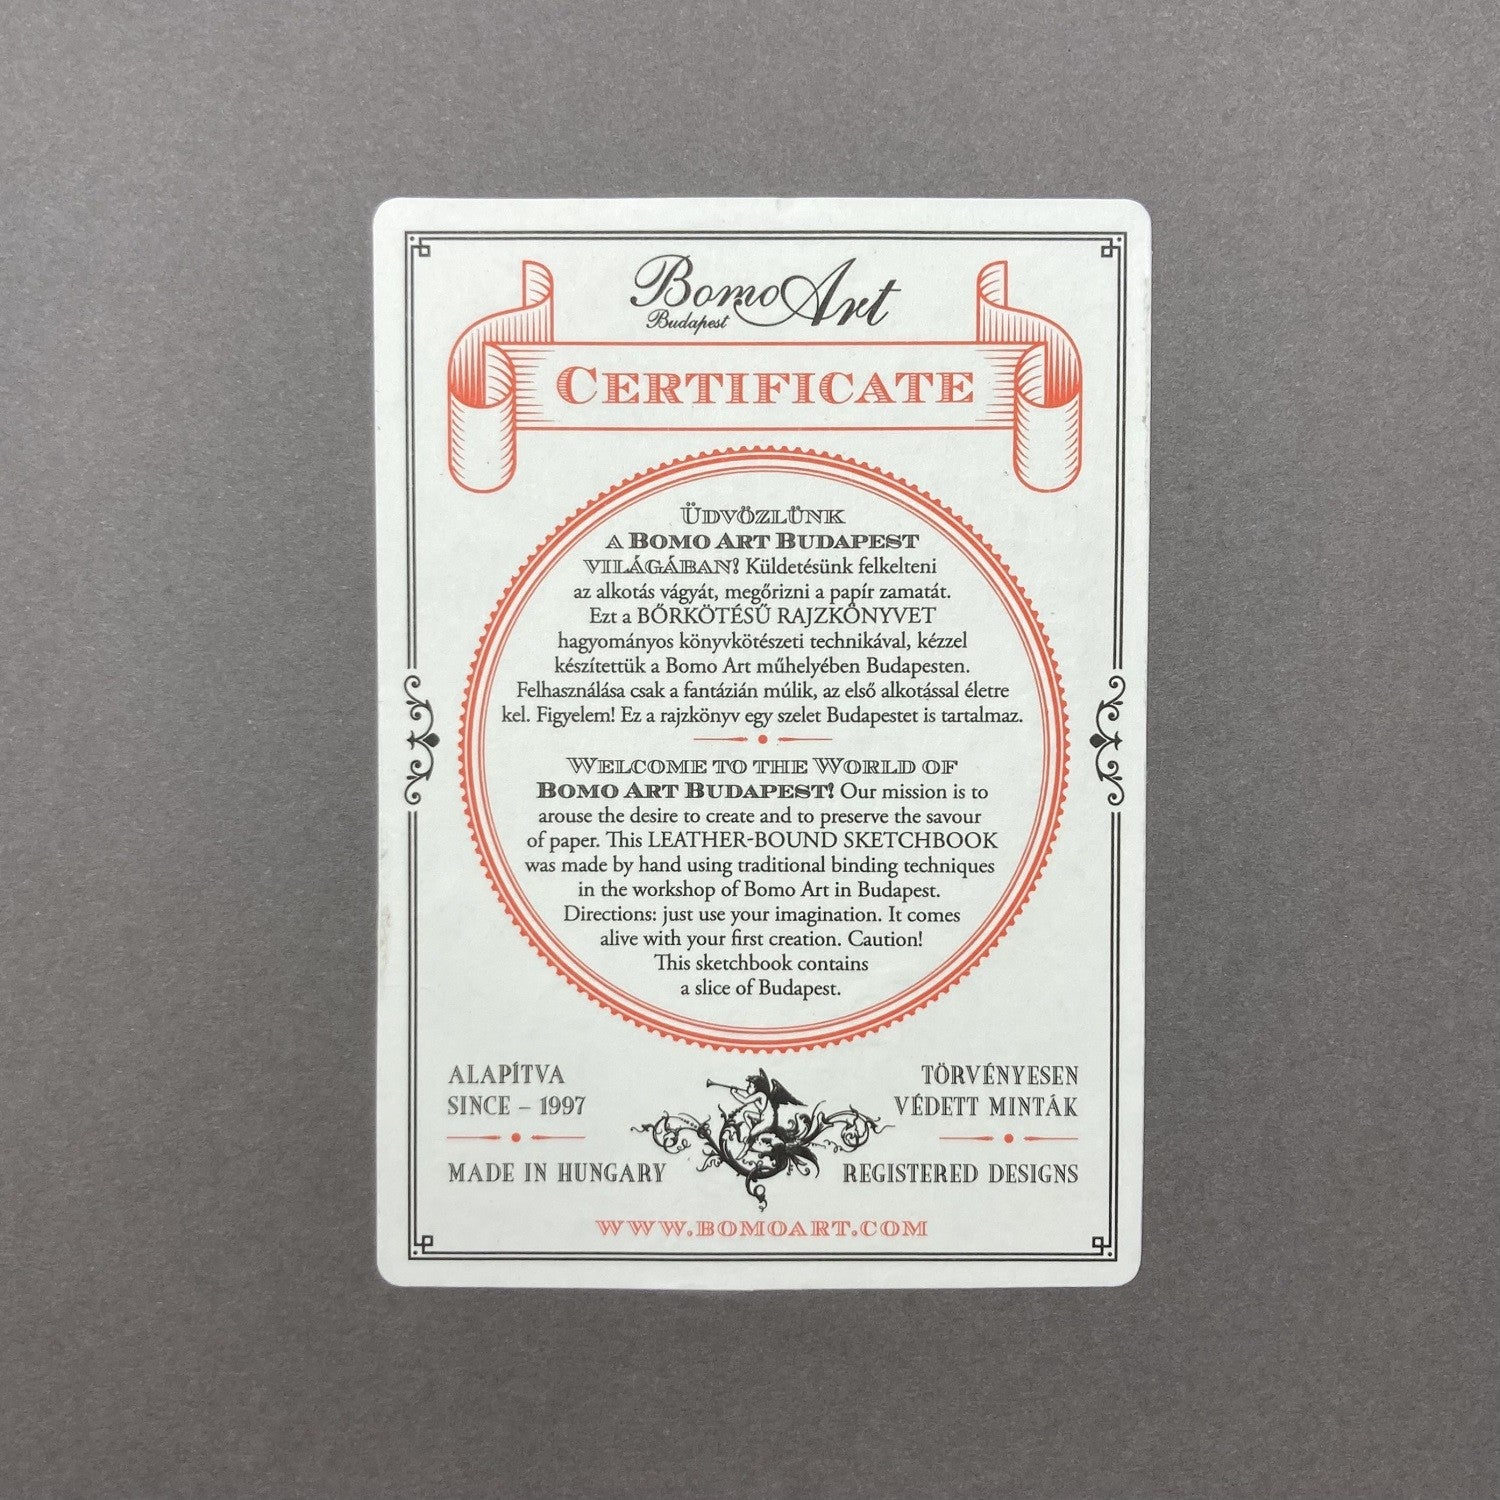 Bomo Art
Budapest
CERTIFICATE
ÜDVÖZLÜNK
A BOMO ART BUDAPEST
VILÁGÁBAN! Küldetésünk felkelteni
az alkotás vágyát, megőrizni a papír zamatát.
Ezt a BŐRKÖTÉSŰ RAJZKÖNYVET
hagyományos könyvkötészeti technikával, kézzel
készítettük a Bomo Art műhelyében Budapesten.
Felhasználása csak a fantázián múlik, az első alkotással életre
kel. Figyelem! Ez a rajzkönyv egy szelet Budapestet is tartalmaz.
WELCOME TO THE WORLD OF
BOMO ART BUDAPEST! Our mission is to
arouse the desire to create and to preserve the savour
of paper. This LEATHER-BOUND SKETCHBOOK
was made by hand using traditional binding techniques
in the workshop of Bomo Art in Budapest.
Directions: just use your imagination. It comes
alive with your first creation. Caution!
This sketchbook contains
a slice of Budapest.
ALAPÍTVA
SINCE – 1997
MADE IN HUNGARY
TÖRVÉNYESEN
VÉDETT MINTÁK
REGISTERED DESIGNS
WWW.BOMOART.COM